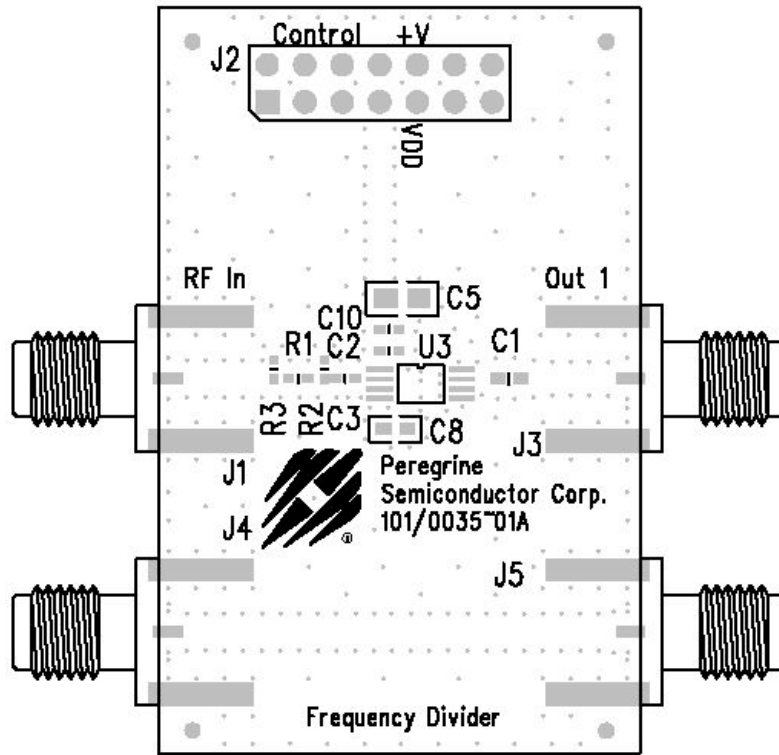 Control +V
J2
VDD
RF In
Out 1
C5
C10
R1
C2
U3
C1
R3
R2
C3
C8
J3
J1
Peregrine
Semiconductor Corp.
101/0035~01A
J4
®
J5
Frequency Divider